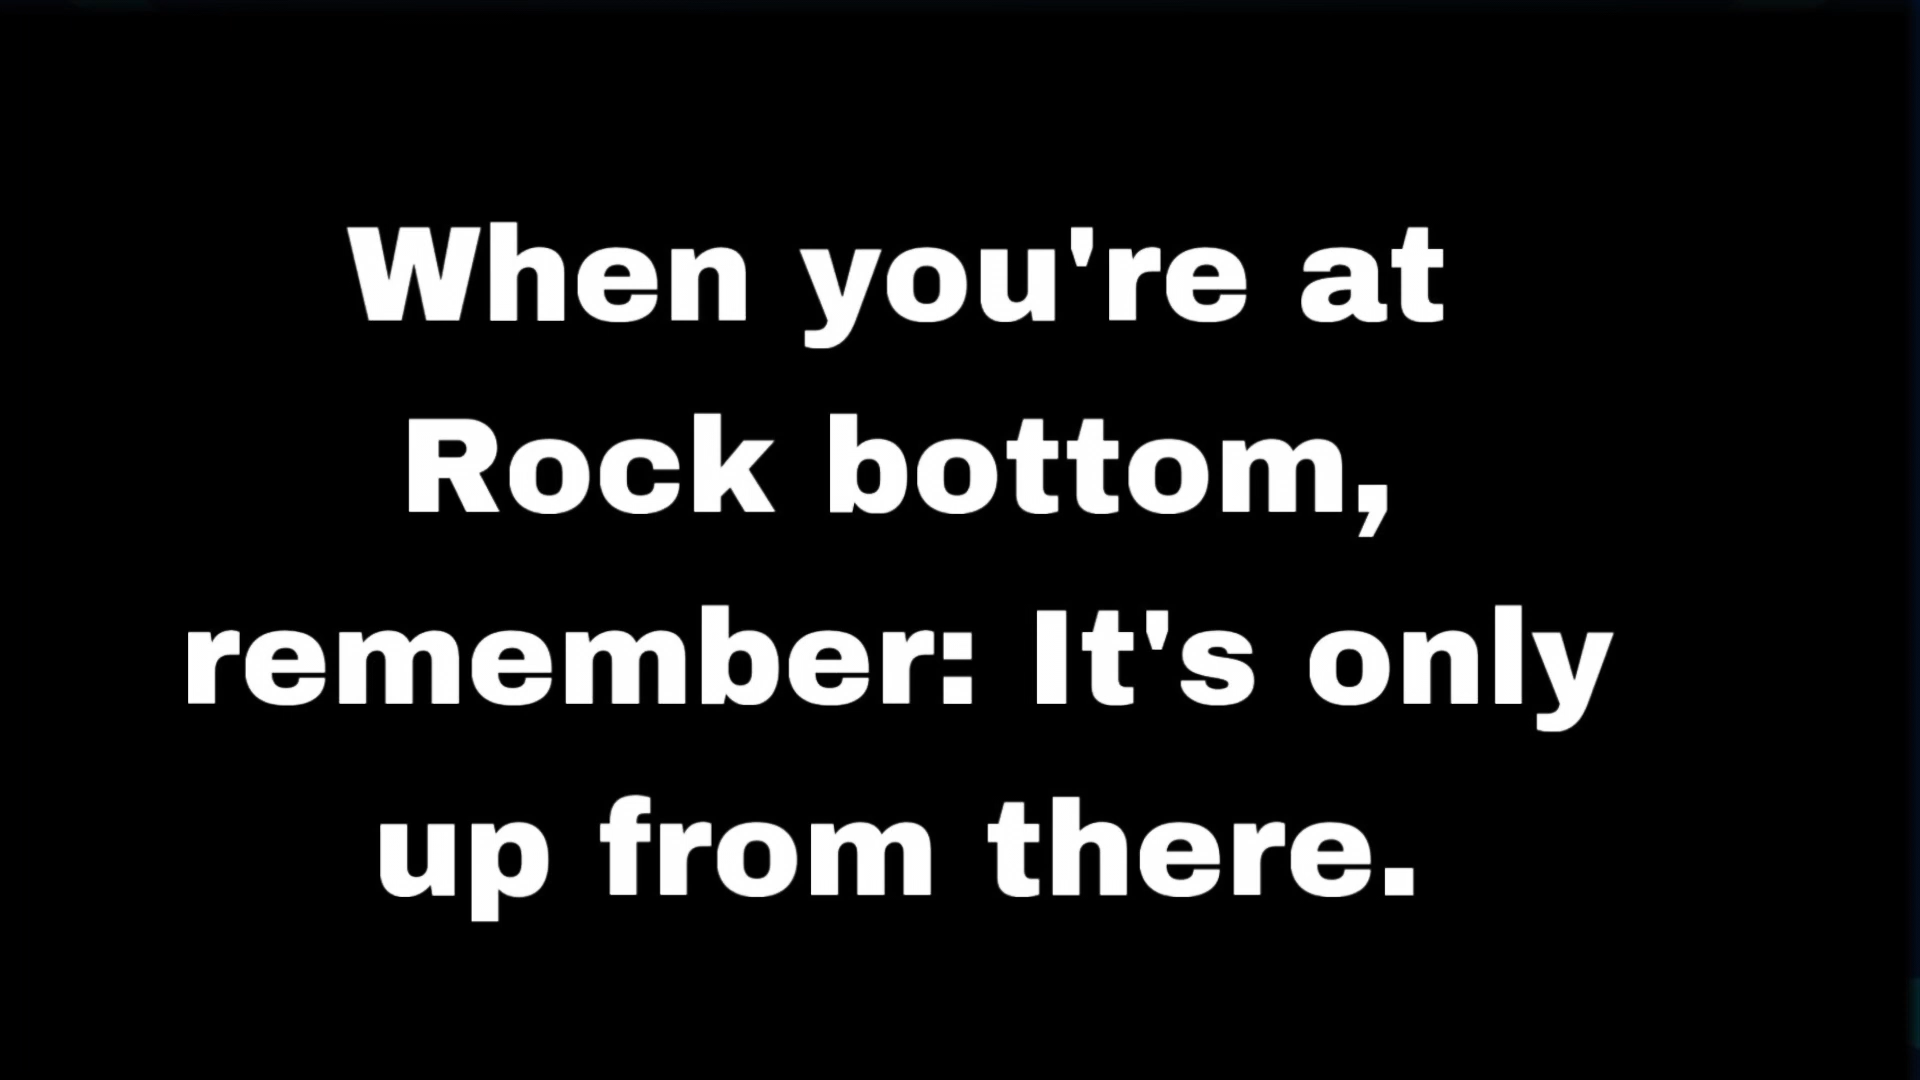 When you're at
Rock bottom,
remember: It's only
up from there.